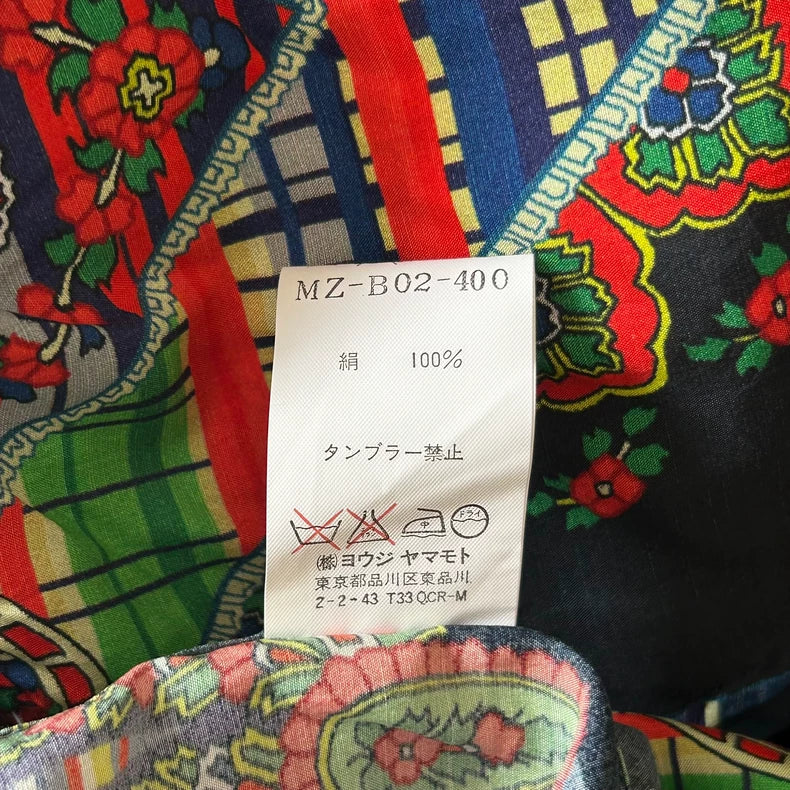 MZ-B02-400
絹 100%
タンブラー禁止
中 ドライ
(株)ヨウジ ヤマモト
東京都品川区東品川
2-2-43 T33 QCR-M